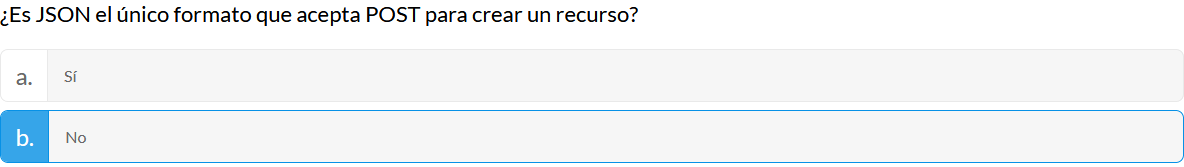 ¿Es JSON el único formato que acepta POST para crear un recurso?
a. Sí
b. No